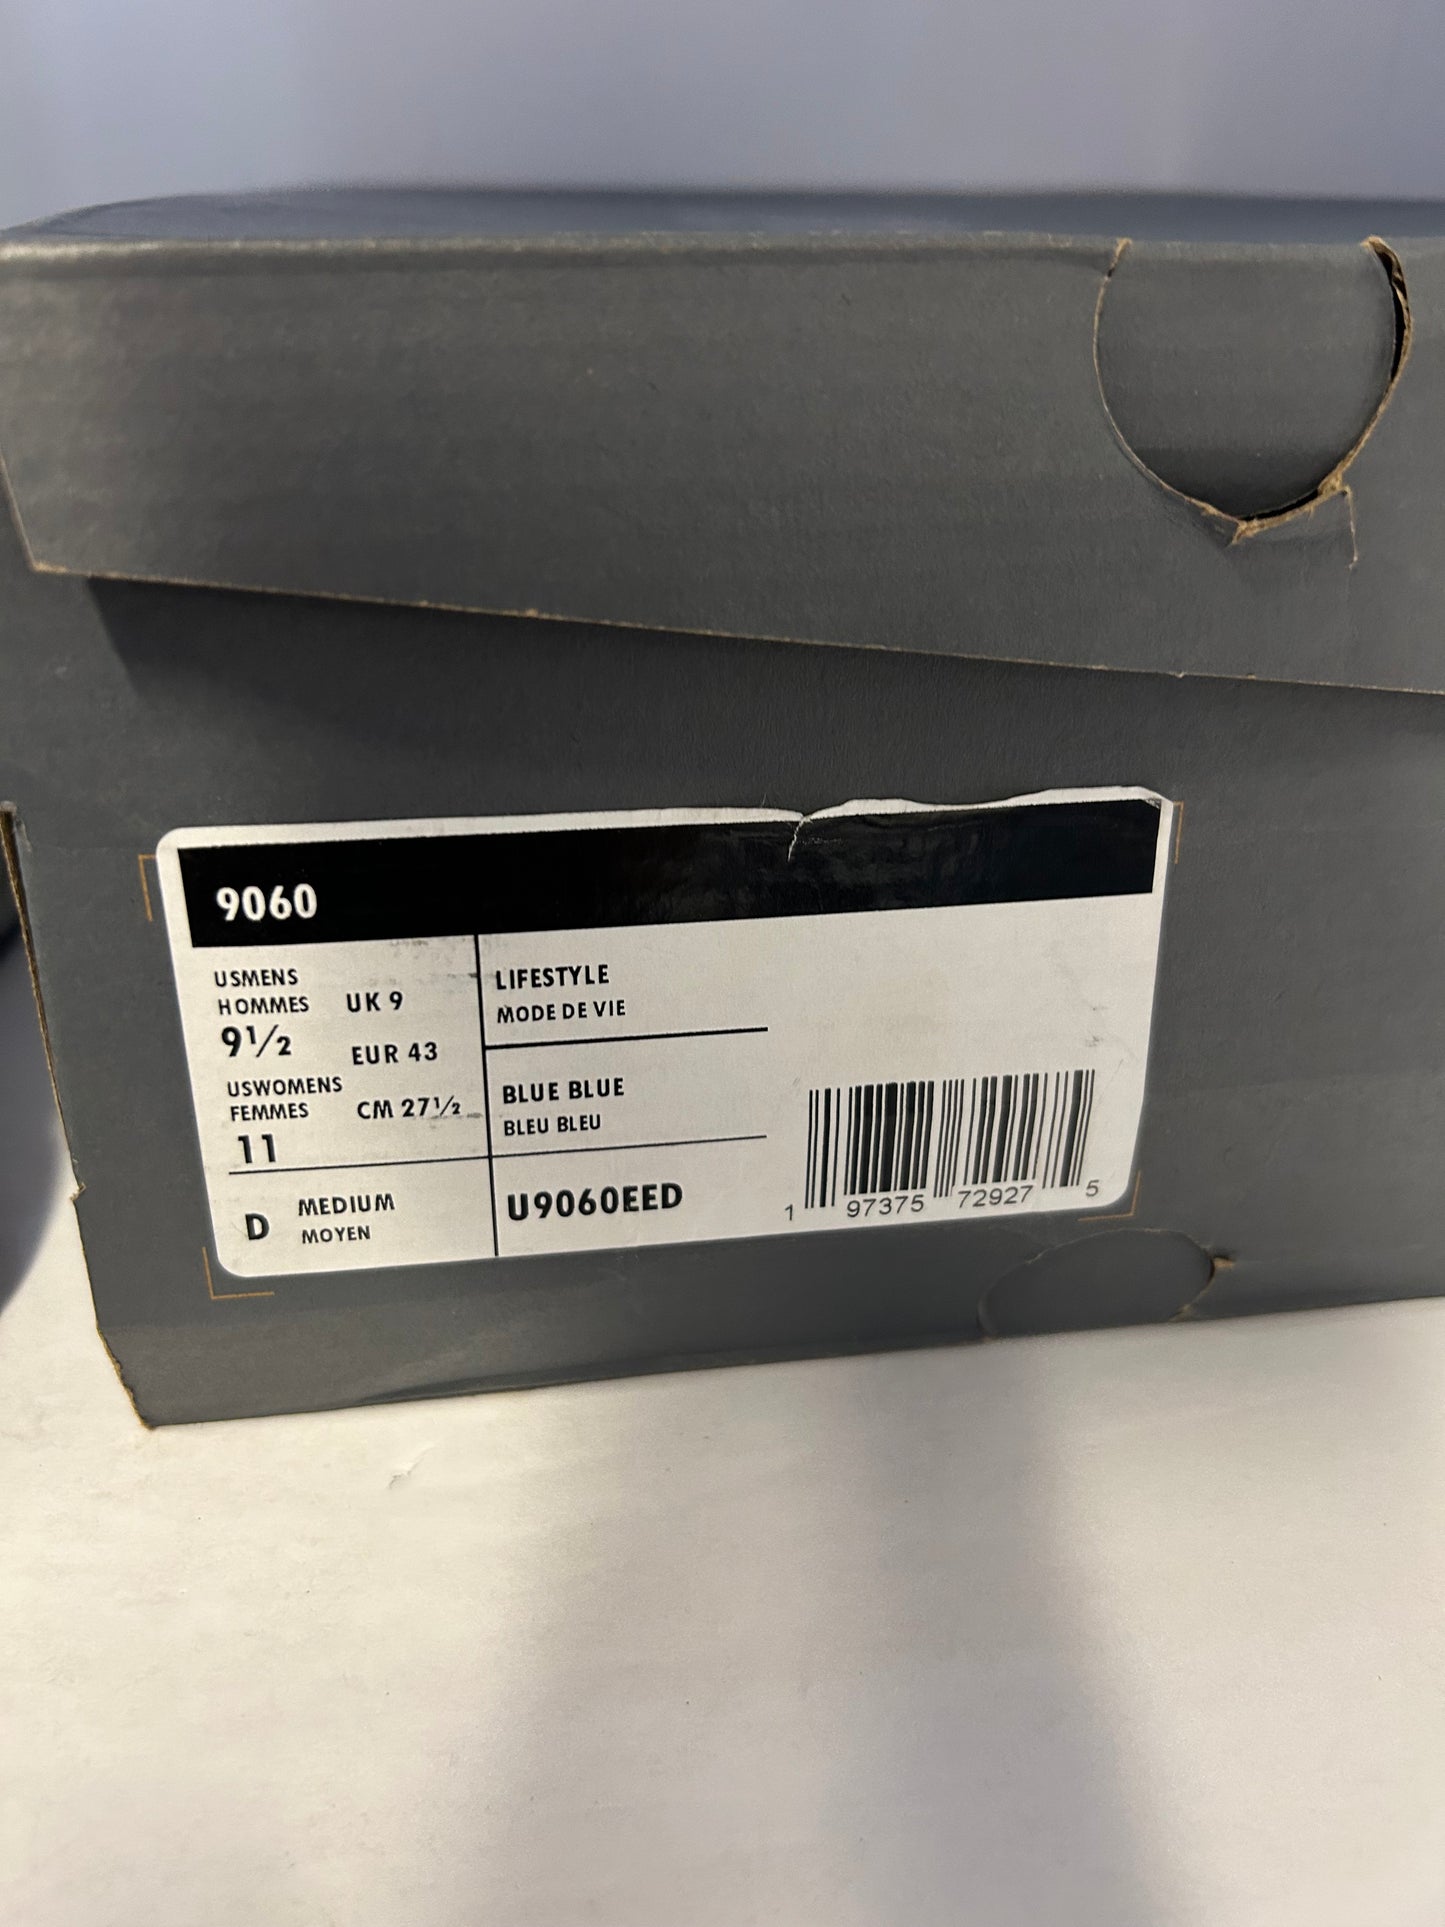 9060
USMENS
HOMMES
9½
UK 9
EUR 43
USWOMENS
FEMMES
11
CM 27½
D
MEDIUM
MOYEN
LIFESTYLE
MODE DE VIE
BLUE BLUE
BLEU BLEU
U9060EED
1 97375 72927 5